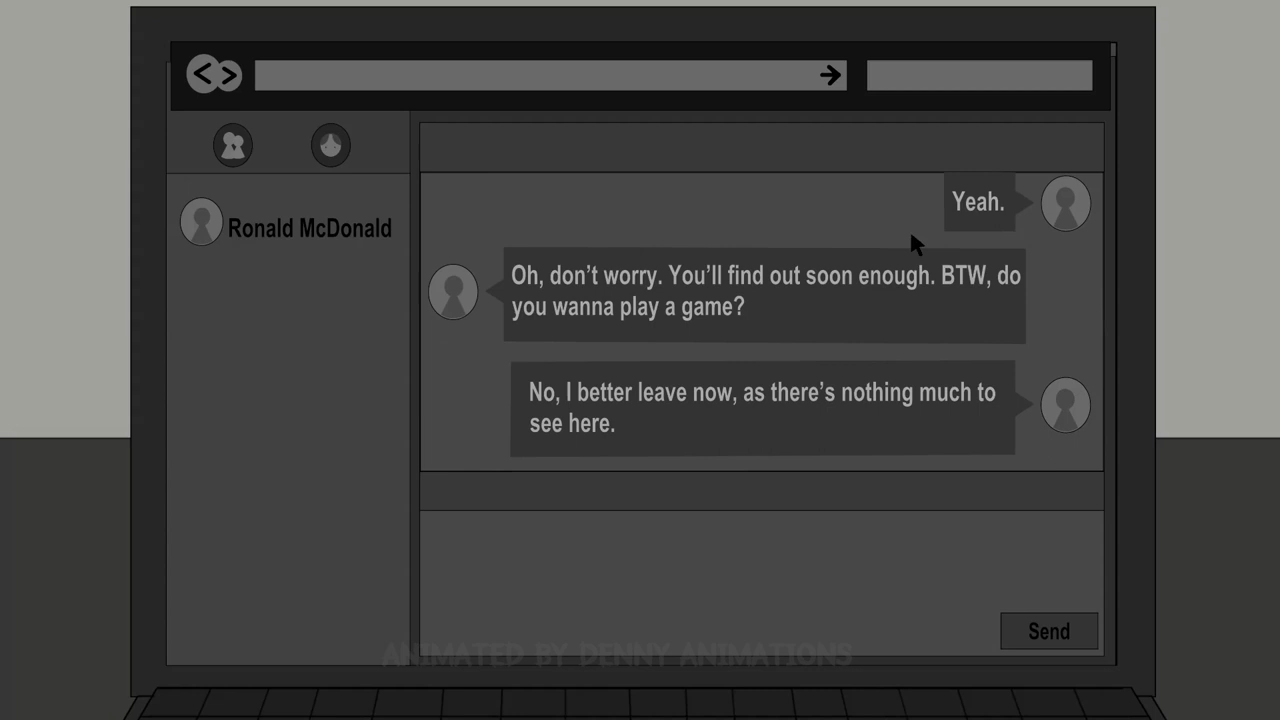 Yeah.
Ronald McDonald
Oh, don't worry. You'll find out soon enough. BTW, do
you wanna play a game?
No, I better leave now, as there's nothing much to
see here.
Send
ANIMATED BY DENNY ANIMATIONS